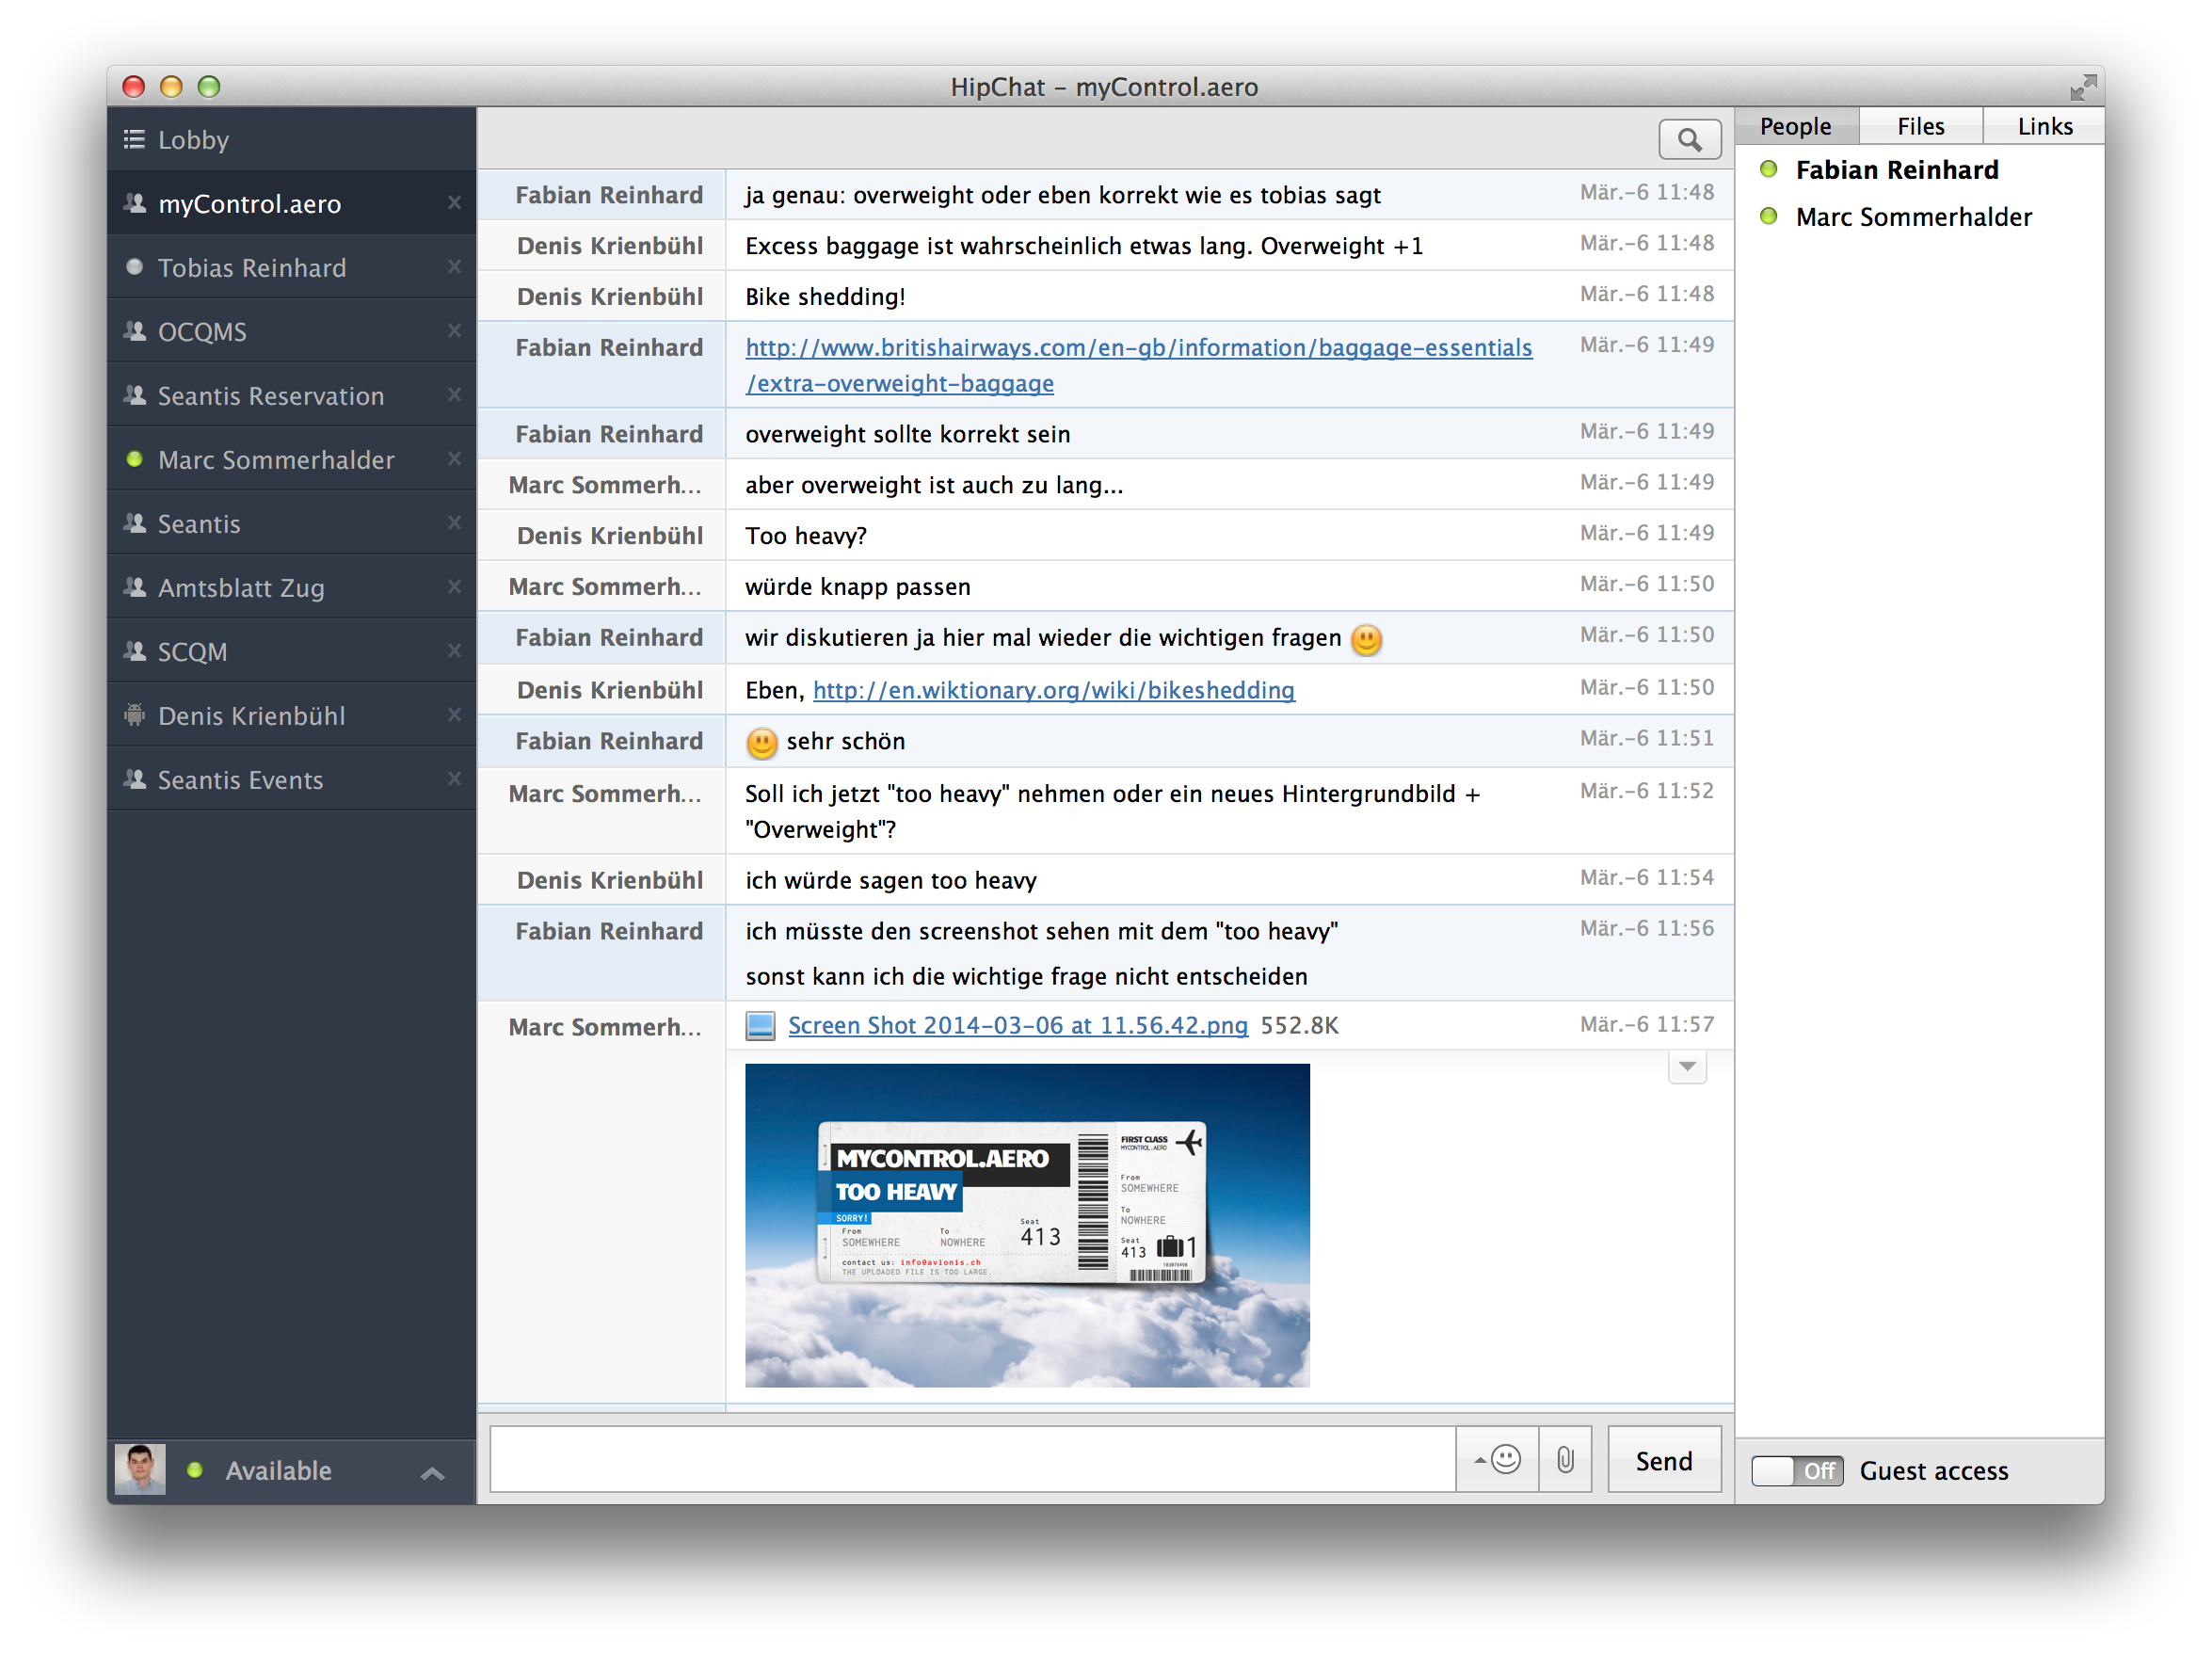 HipChat – myControl.aero
Lobby
myControl.aero
Tobias Reinhard
OCQMS
Seantis Reservation
Marc Sommerhalder
Seantis
Amtsblatt Zug
SCQM
Denis Krienbühl
Seantis Events
Available
Fabian Reinhard ja genau: overweight oder eben korrekt wie es tobias sagt Mär.-6 11:48
Denis Krienbühl Excess baggage ist wahrscheinlich etwas lang. Overweight +1 Mär.-6 11:48
Denis Krienbühl Bike shedding! Mär.-6 11:48
Fabian Reinhard http://www.britishairways.com/en-gb/information/baggage-essentials Mär.-6 11:49
/extra-overweight-baggage
Fabian Reinhard overweight sollte korrekt sein Mär.-6 11:49
Marc Sommerh... aber overweight ist auch zu lang... Mär.-6 11:49
Denis Krienbühl Too heavy? Mär.-6 11:49
Marc Sommerh... würde knapp passen Mär.-6 11:50
Fabian Reinhard wir diskutieren ja hier mal wieder die wichtigen fragen Mär.-6 11:50
Denis Krienbühl Eben, http://en.wiktionary.org/wiki/bikeshedding Mär.-6 11:50
Fabian Reinhard sehr schön Mär.-6 11:51
Marc Sommerh... Soll ich jetzt "too heavy" nehmen oder ein neues Hintergrundbild + Mär.-6 11:52
"Overweight"?
Denis Krienbühl ich würde sagen too heavy Mär.-6 11:54
Fabian Reinhard ich müsste den screenshot sehen mit dem "too heavy" Mär.-6 11:56
sonst kann ich die wichtige frage nicht entscheiden
Marc Sommerh... Screen Shot 2014-03-06 at 11.56.42.png 552.8K Mär.-6 11:57
MYCONTROL.AERO
TOO HEAVY
SORRY!
From To Seat
SOMEWHERE NOWHERE 413
contact us: info@avionis.ch
THE UPLOADED FILE IS TOO LARGE.
FIRST CLASS
MYCONTROL.AERO
From
SOMEWHERE
To
NOWHERE
Seat
413 1
Send
People Files Links
Fabian Reinhard
Marc Sommerhalder
Off Guest access